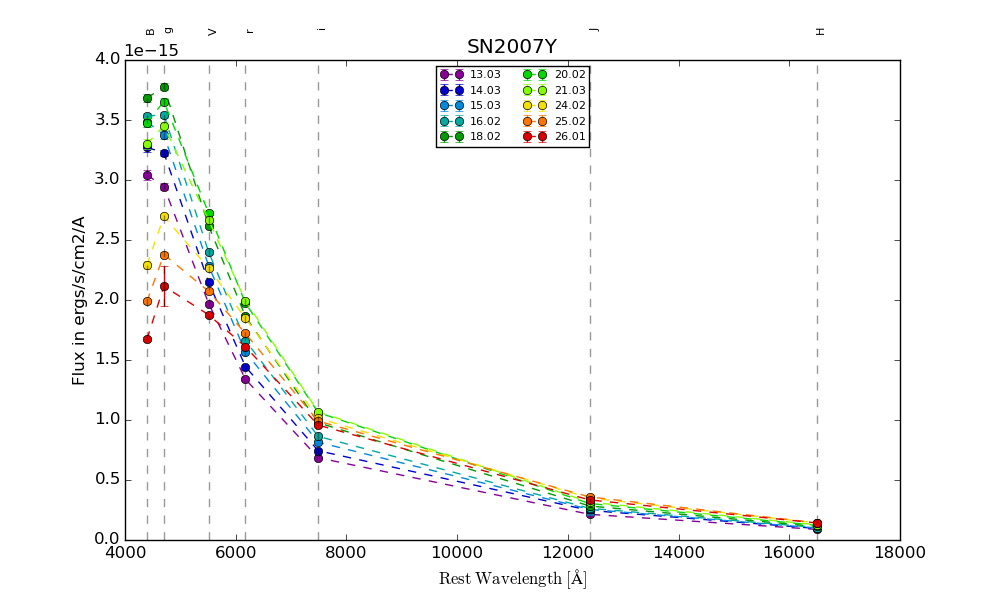 B g V r i J H
SN2007Y
1e−15
4.0
3.5
3.0
2.5
2.0
1.5
1.0
0.5
0.0
Flux in ergs/s/cm2/A
13.03 20.02
14.03 21.03
15.03 24.02
16.02 25.02
18.02 26.01
4000 6000 8000 10000 12000 14000 16000 18000
Rest Wavelength [Å]